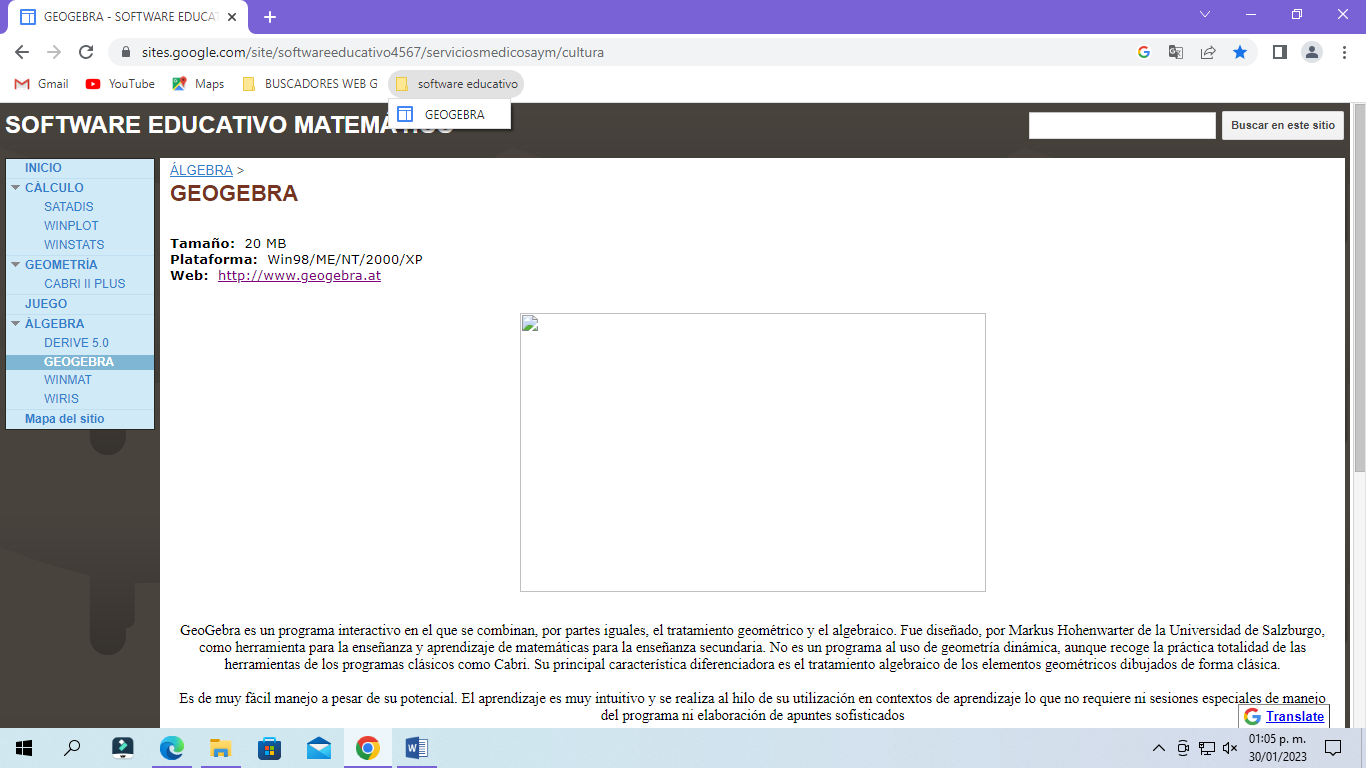 GEOGEBRA - SOFTWARE EDUCAT
sites.google.com/site/softwareeducativo4567/serviciosmedicosaym/cultura
Gmail
YouTube
Maps
BUSCADORES WEB G
software educativo
GEOGEBRA
SOFTWARE EDUCATIVO MATEMÁTICO
Buscar en este sitio
INICIO
CÁLCULO
SATADIS
WINPLOT
WINSTATS
GEOMETRÍA
CABRI II PLUS
JUEGO
ÁLGEBRA
DERIVE 5.0
GEOGEBRA
WINMAT
WIRIS
Mapa del sitio
ÁLGEBRA >
GEOGEBRA
Tamaño: 20 MB
Plataforma: Win98/ME/NT/2000/XP
Web: http://www.geogebra.at
GeoGebra es un programa interactivo en el que se combinan, por partes iguales, el tratamiento geométrico y el algebraico. Fue diseñado, por Markus Hohenwarter de la Universidad de Salzburgo,
como herramienta para la enseñanza y aprendizaje de matemáticas para la enseñanza secundaria. No es un programa al uso de geometría dinámica, aunque recoge la práctica totalidad de las
herramientas de los programas clásicos como Cabri. Su principal característica diferenciadora es el tratamiento algebraico de los elementos geométricos dibujados de forma clásica.
Es de muy fácil manejo a pesar de su potencial. El aprendizaje es muy intuitivo y se realiza al hilo de su utilización en contextos de aprendizaje lo que no requiere ni sesiones especiales de manejo
del programa ni elaboración de apuntes sofisticados
Translate
01:05 p. m.
30/01/2023